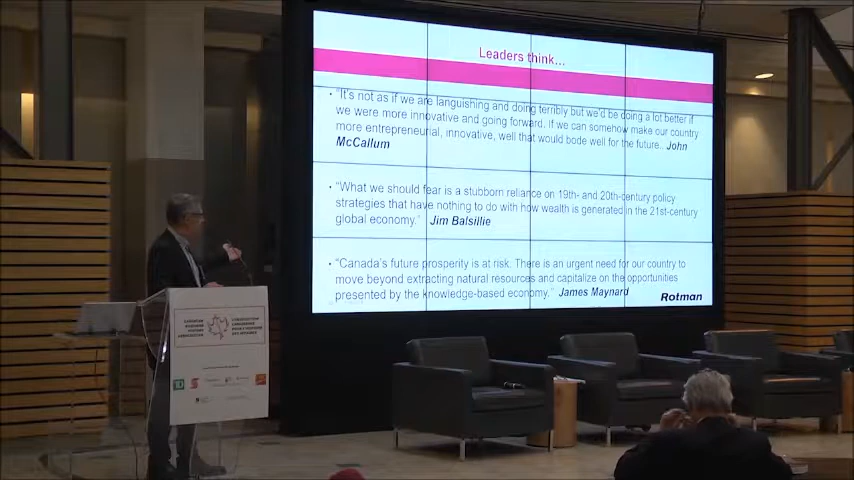 Leaders think...
• "It's not as if we are languishing and doing terribly but we'd be doing a lot better if
we were more innovative and going forward. If we can somehow make our country
more entrepreneurial, innovative, well that would bode well for the future.. John
McCallum
• "What we should fear is a stubborn reliance on 19th- and 20th-century policy
strategies that have nothing to do with how wealth is generated in the 21st-century
global economy." Jim Balsillie
• "Canada's future prosperity is at risk. There is an urgent need for our country to
move beyond extracting natural resources and capitalize on the opportunities
presented by the knowledge-based economy." James Maynard
Rotman
TD